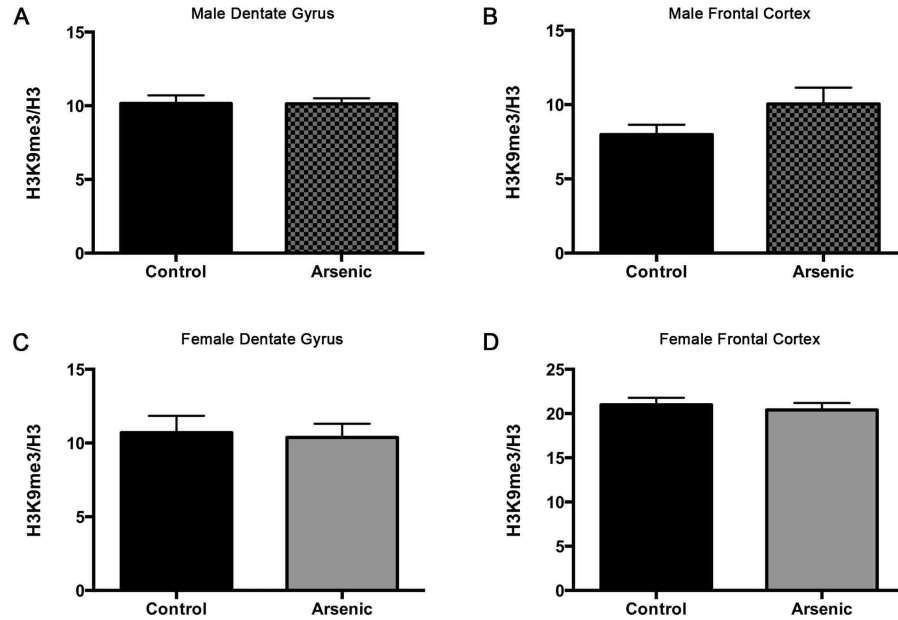 A
Male Dentate Gyrus
H3K9me3/H3
15
10
5
0
Control
Arsenic
B
Male Frontal Cortex
H3K9me3/H3
15
10
5
0
Control
Arsenic
C
Female Dentate Gyrus
H3K9me3/H3
15
10
5
0
Control
Arsenic
D
Female Frontal Cortex
H3K9me3/H3
25
20
15
10
5
0
Control
Arsenic